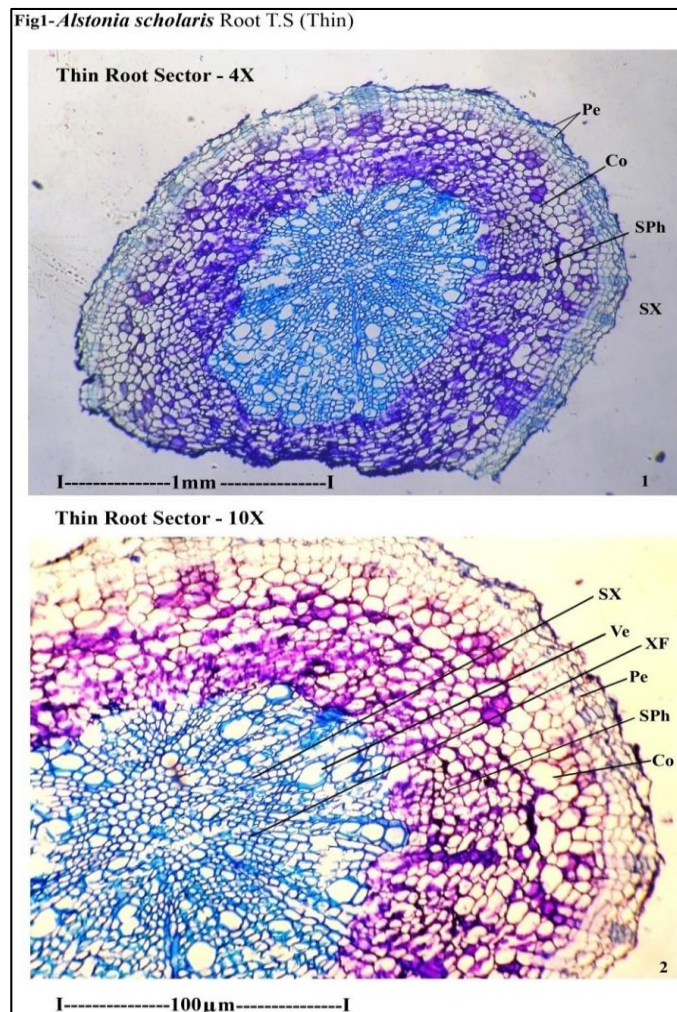 Fig1-Alstonia scholaris Root T.S (Thin)
Thin Root Sector - 4X
Pe
Co
SPh
SX
I---------------1mm ---------------I
1
Thin Root Sector - 10X
SX
Ve
XF
Pe
SPh
Co
2
I---------------100µm---------------I